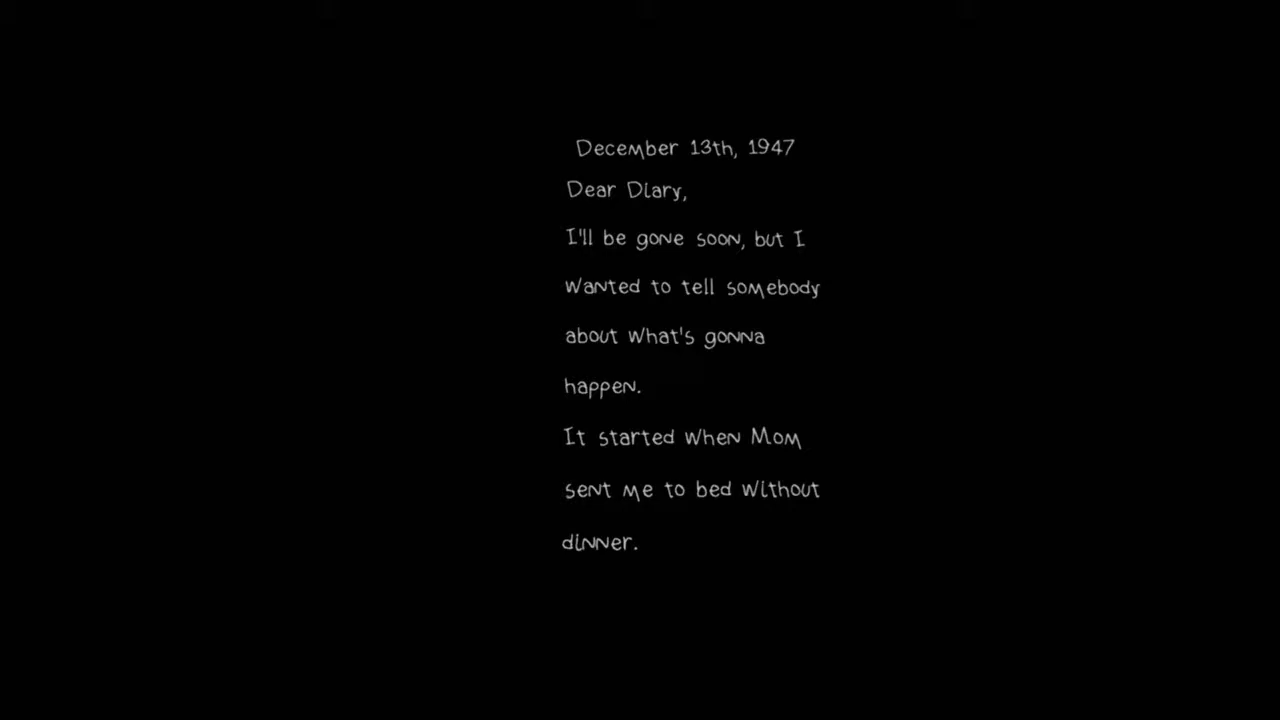 December 13th, 1947
Dear Diary,
I'll be gone soon, but I
wanted to tell somebody
about what's gonna
happen.
It started when Mom
sent me to bed without
dinner.